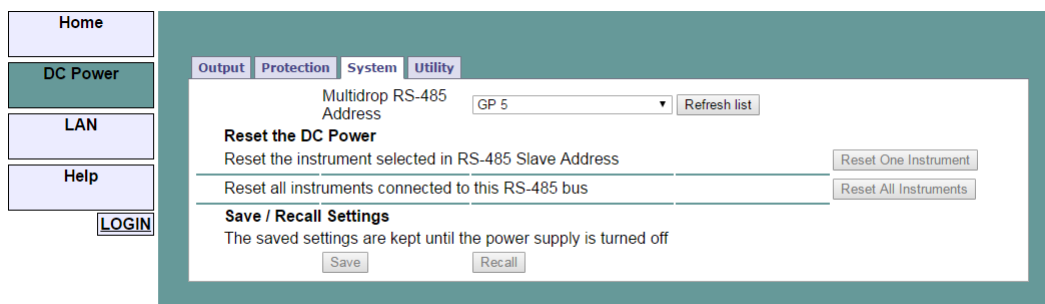 Home
DC Power
LAN
Help
LOGIN
Output Protection System Utility
Multidrop RS-485
Address
GP 5
Refresh list
Reset the DC Power
Reset the instrument selected in RS-485 Slave Address
Reset One Instrument
Reset all instruments connected to this RS-485 bus
Reset All Instruments
Save / Recall Settings
The saved settings are kept until the power supply is turned off
Save Recall